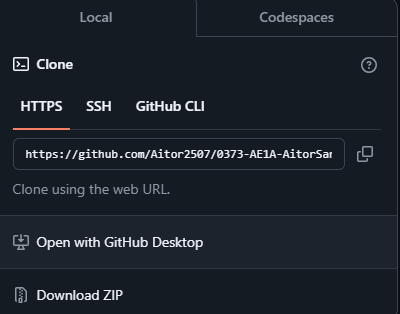 Local Codespaces
Clone
HTTPS SSH GitHub CLI
https://github.com/Aitor2507/0373-AE1A-AitorSar
Clone using the web URL.
Open with GitHub Desktop
Download ZIP